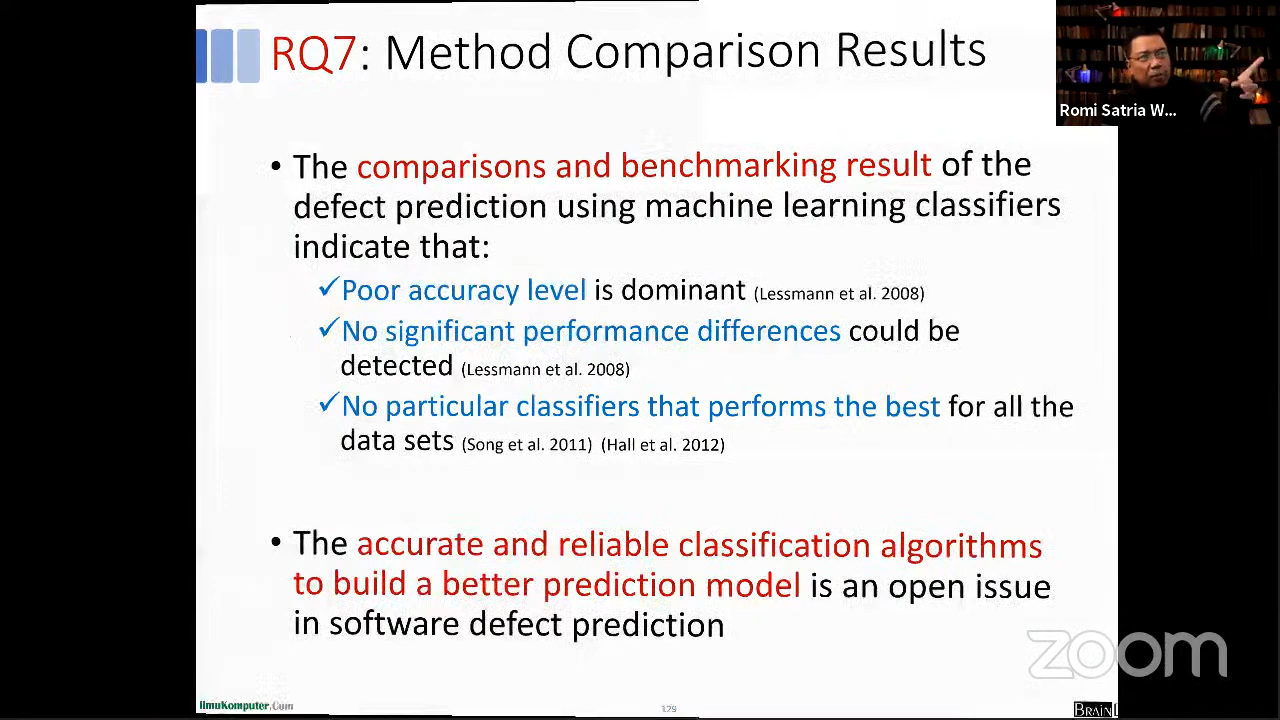 RQ7: Method Comparison Results
Romi Satria W...
• The comparisons and benchmarking result of the
defect prediction using machine learning classifiers
indicate that:
✓Poor accuracy level is dominant (Lessmann et al. 2008)
✓No significant performance differences could be
detected (Lessmann et al. 2008)
✓No particular classifiers that performs the best for all the
data sets (Song et al. 2011) (Hall et al. 2012)
• The accurate and reliable classification algorithms
to build a better prediction model is an open issue
in software defect prediction
zoom
IlmuKomputer.Com
129
BRAIN